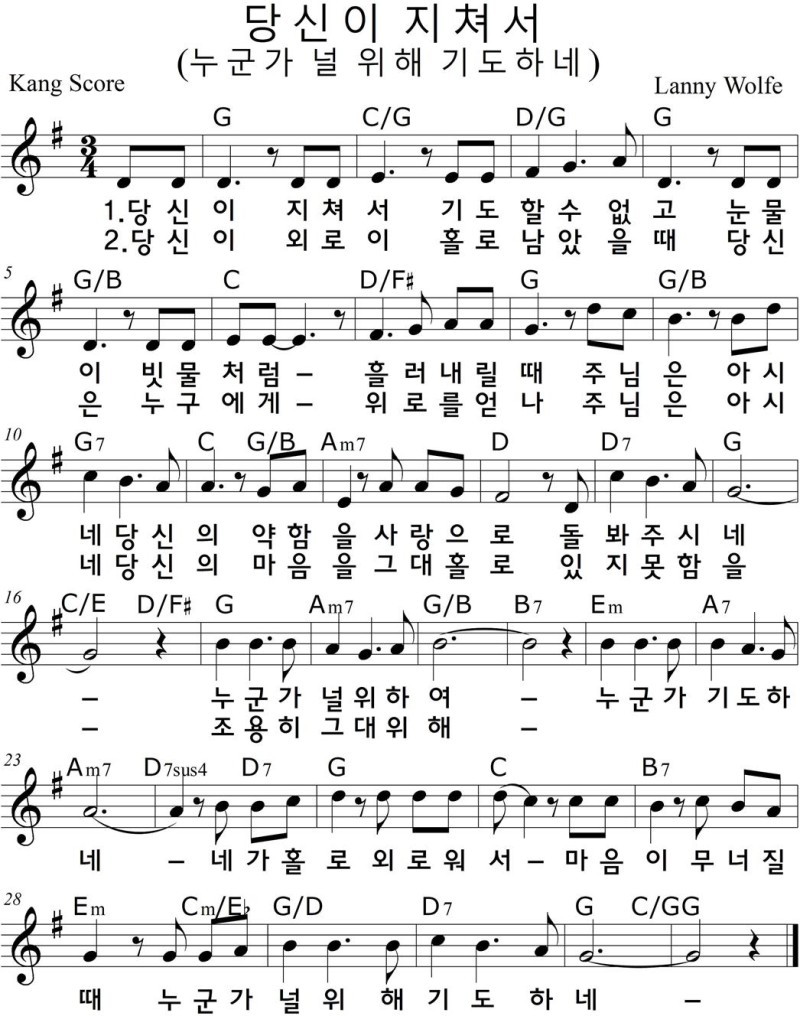 당신이 지쳐서
(누군가 널 위해 기도하네)
Kang Score
Lanny Wolfe
G C/G D/G G
3/4
1.당 신 이 지 쳐 서 기 도 할 수 없 고 눈 물
2.당 신 이 외 로 이 홀 로 남 았 을 때 당 신
5
G/B C D/F# G G/B
이 빗 물 처 럼 – 흘 러 내 릴 때 주 님 은 아 시
은 누 구 에 게 – 위 로 를 얻 나 주 님 은 아 시
10
G7 C G/B Am7 D D7 G
네 당 신 의 약 함 을 사 랑 으 로 돌 봐 주 시 네
네 당 신 의 마 음 을 그 대 홀 로 있 지 못 함 을
16
C/E D/F# G Am7 G/B B7 Em A7
– 누 군 가 널 위 하 여 – 누 군 가 기 도 하
– 조 용 히 그 대 위 해 –
23
Am7 D7sus4 D7 G C B7
네 – 네 가 홀 로 외 로 워 서 – 마 음 이 무 너 질
28
Em Cm/E♭ G/D D7 G C/G G
때 누 군 가 널 위 해 기 도 하 네 –